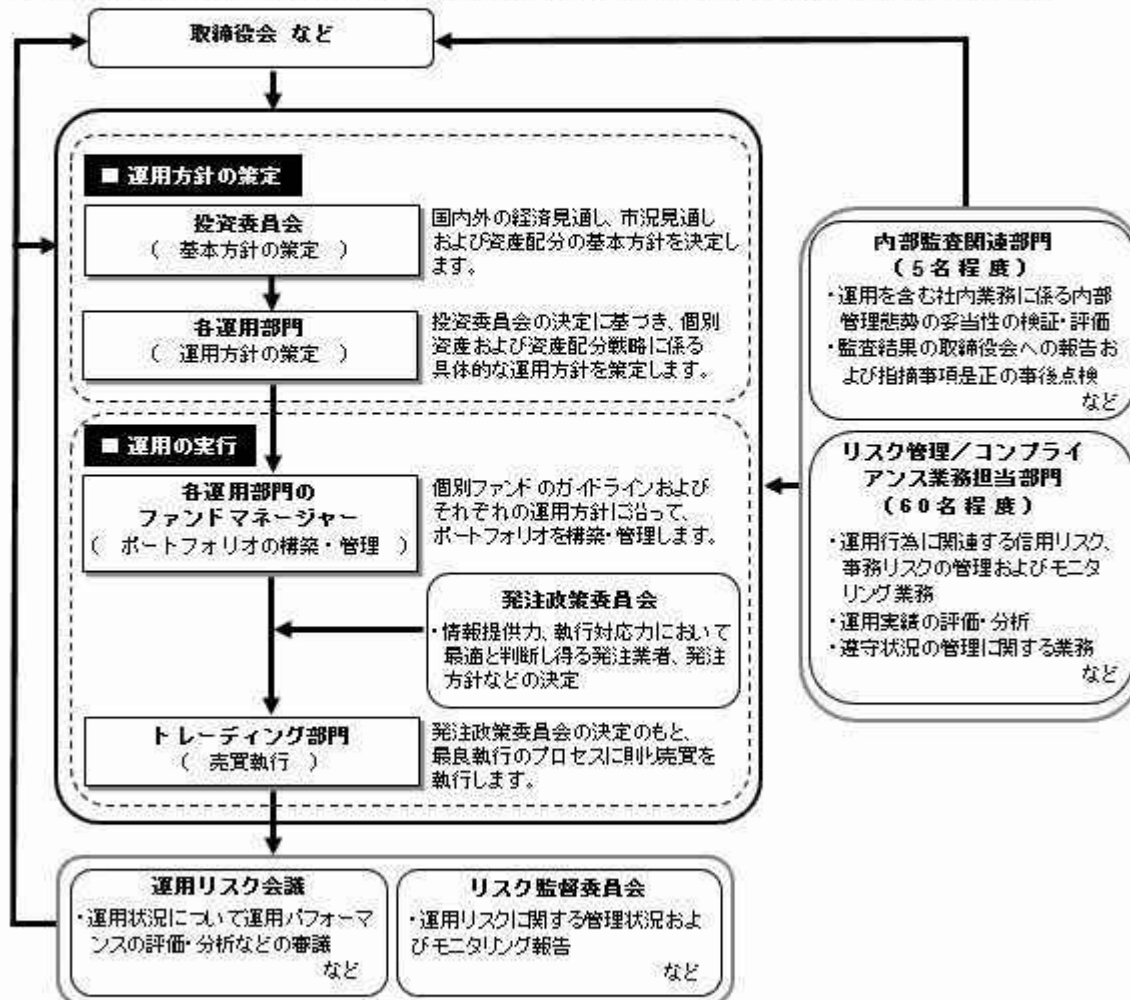 取締役会 など
■ 運用方針の策定
投資委員会
( 基本方針の策定 )
国内外の経済見通し、市況見通し
および資産配分の基本方針を決定し
ます。
各運用部門
( 運用方針の策定 )
投資委員会の決定に基づき、個別
資産および資産配分戦略に係る
具体的な運用方針を策定します。
■ 運用の実行
各運用部門の
ファンドマネージャー
( ポートフォリオの構築・管理 )
個別ファンドのガイドラインおよび
それぞれの運用方針に沿って、
ポートフォリオを構築・管理します。
発注政策委員会
・情報提供力、執行対応力において
最適と判断し得る発注業者、発注
方針などの決定
トレーディング部門
( 売買執行 )
発注政策委員会の決定のもと、
最良執行のプロセスに則り売買を
執行します。
内部監査関連部門
(5名程度)
・運用を含む社内業務に係る内部
管理態勢の妥当性の検証・評価
・監査結果の取締役会への報告お
よび指摘事項是正の事後点検
など
リスク管理/コンプライ
アンス業務担当部門
(60名程度)
・運用行為に関連する信用リスク、
事務リスクの管理およびモニタ
リング業務
・運用実績の評価・分析
・遵守状況の管理に関する業務
など
運用リスク会議
・運用状況について運用パフォーマ
ンスの評価・分析などの審議
など
リスク監督委員会
・運用リスクに関する管理状況およ
びモニタリング報告
など